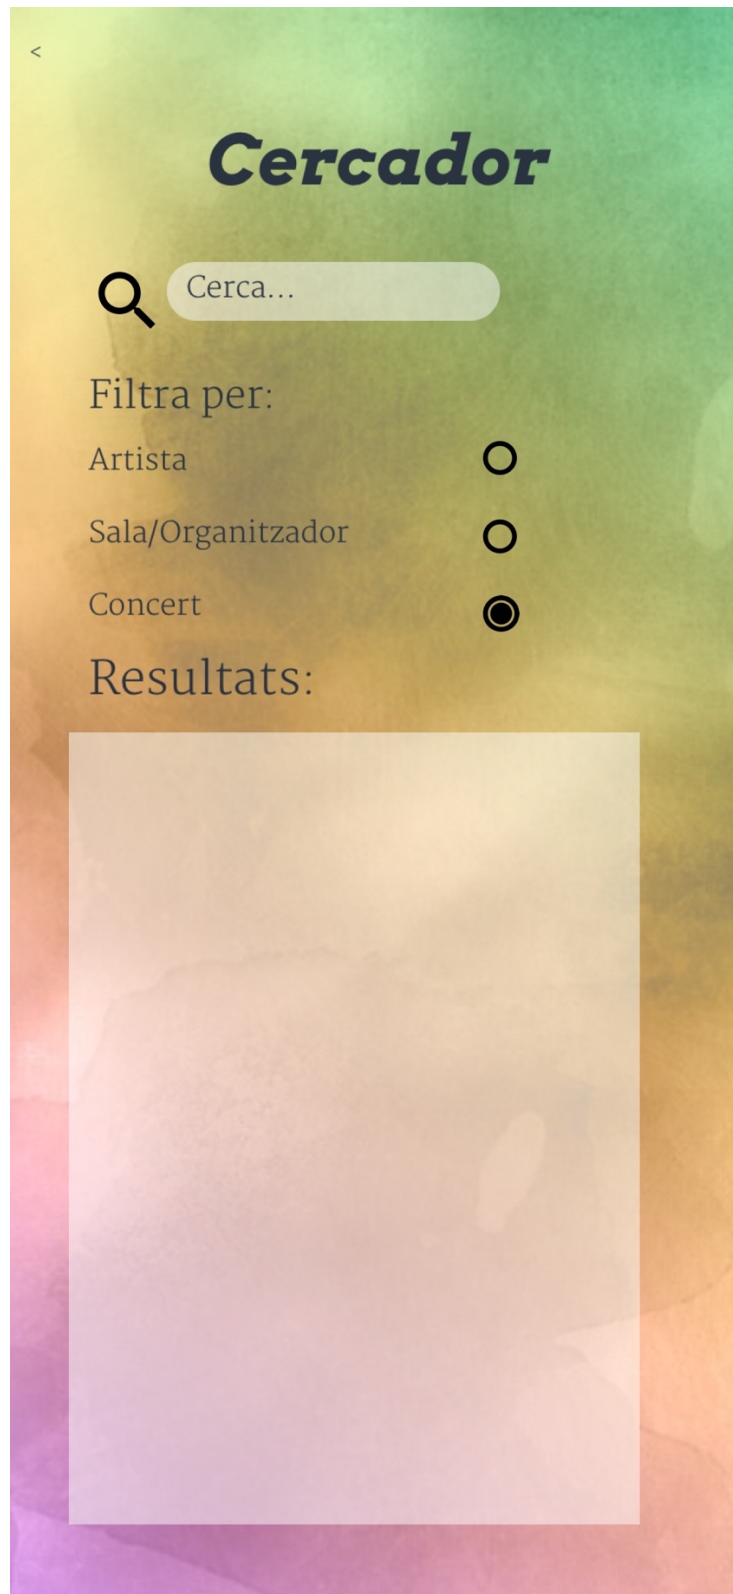 <
Cercador
Cerca...
Filtra per:
Artista
Sala/Organitzador
Concert
Resultats: